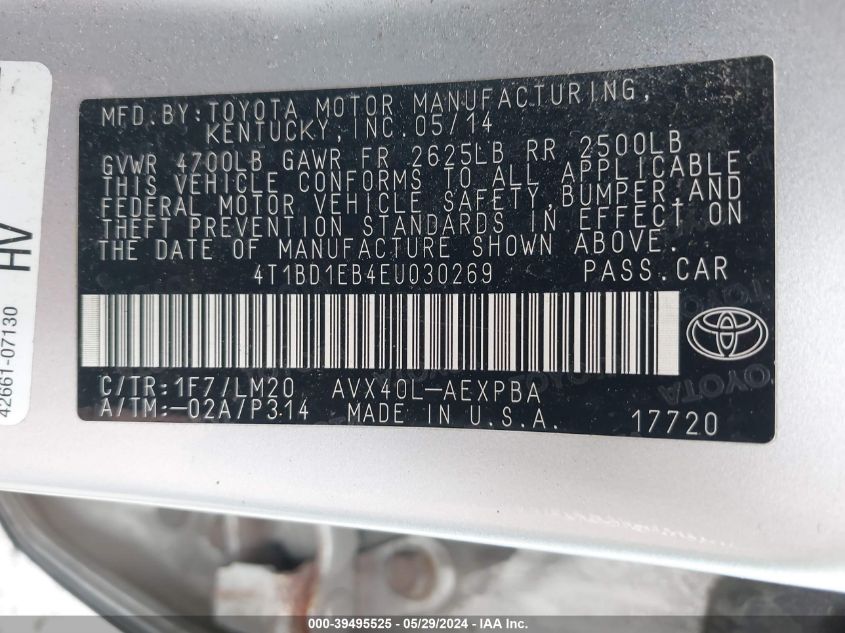 MFD. BY: TOYOTA MOTOR MANUFACTURING,
KENTUCKY, INC. 05/14
GVWR 4700LB GAWR FR 2625LB RR 2500LB
THIS VEHICLE CONFORMS TO ALL APPLICABLE
FEDERAL MOTOR VEHICLE SAFETY, BUMPER, AND
THEFT PREVENTION STANDARDS IN EFFECT ON
THE DATE OF MANUFACTURE SHOWN ABOVE.
4T1BD1EB4EU030269 PASS. CAR
C/TR: 1F7/LM20 AVX40L-AEXPBA
A/TM: -02A/P314 MADE IN U.S.A. 17720
HV
42661-07130
TOYOTA
000-39495525 - 05/29/2024 - IAA Inc.